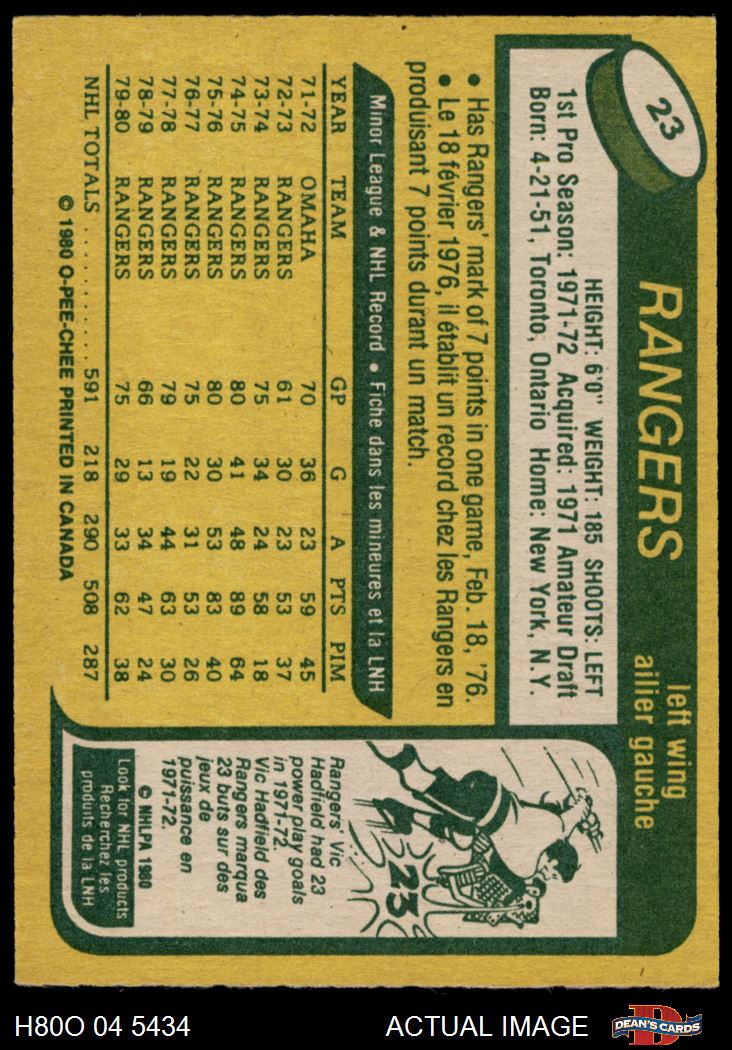 23
RANGERS
left wing
ailier gauche
HEIGHT: 6'0" WEIGHT: 185 SHOOTS: LEFT
1st Pro Season: 1971-72 Acquired: 1971 Amateur Draft
Born: 4-21-51, Toronto, Ontario Home: New York, N.Y.
• Has Rangers' mark of 7 points in one game, Feb. 18, '76.
• Le 18 février 1976, il établit un record chez les Rangers en
produisant 7 points durant un match.
Minor League & NHL Record • Fiche dans les mineures et la LNH
YEAR TEAM GP G A PTS PIM
71-72 OMAHA 70 36 23 59 45
72-73 RANGERS 61 30 23 53 37
73-74 RANGERS 75 34 24 58 18
74-75 RANGERS 80 41 48 89 64
75-76 RANGERS 80 30 53 83 40
76-77 RANGERS 75 22 31 53 26
77-78 RANGERS 79 19 44 63 30
78-79 RANGERS 66 13 34 47 24
79-80 RANGERS 75 29 33 62 38
NHL TOTALS .......... 591 218 290 508 287
© 1980 O-PEE-CHEE PRINTED IN CANADA
23
Rangers' Vic
Hadfield had 23
power play goals
in 1971-72.
Vic Hadfield des
Rangers marqua
23 buts sur des
jeux de
puissance en
1971-72.
© NHLPA 1980
Look for NHL products
Recherchez les
produits de la LNH
H80O 04 5434
ACTUAL IMAGE
D
DEAN'S CARDS